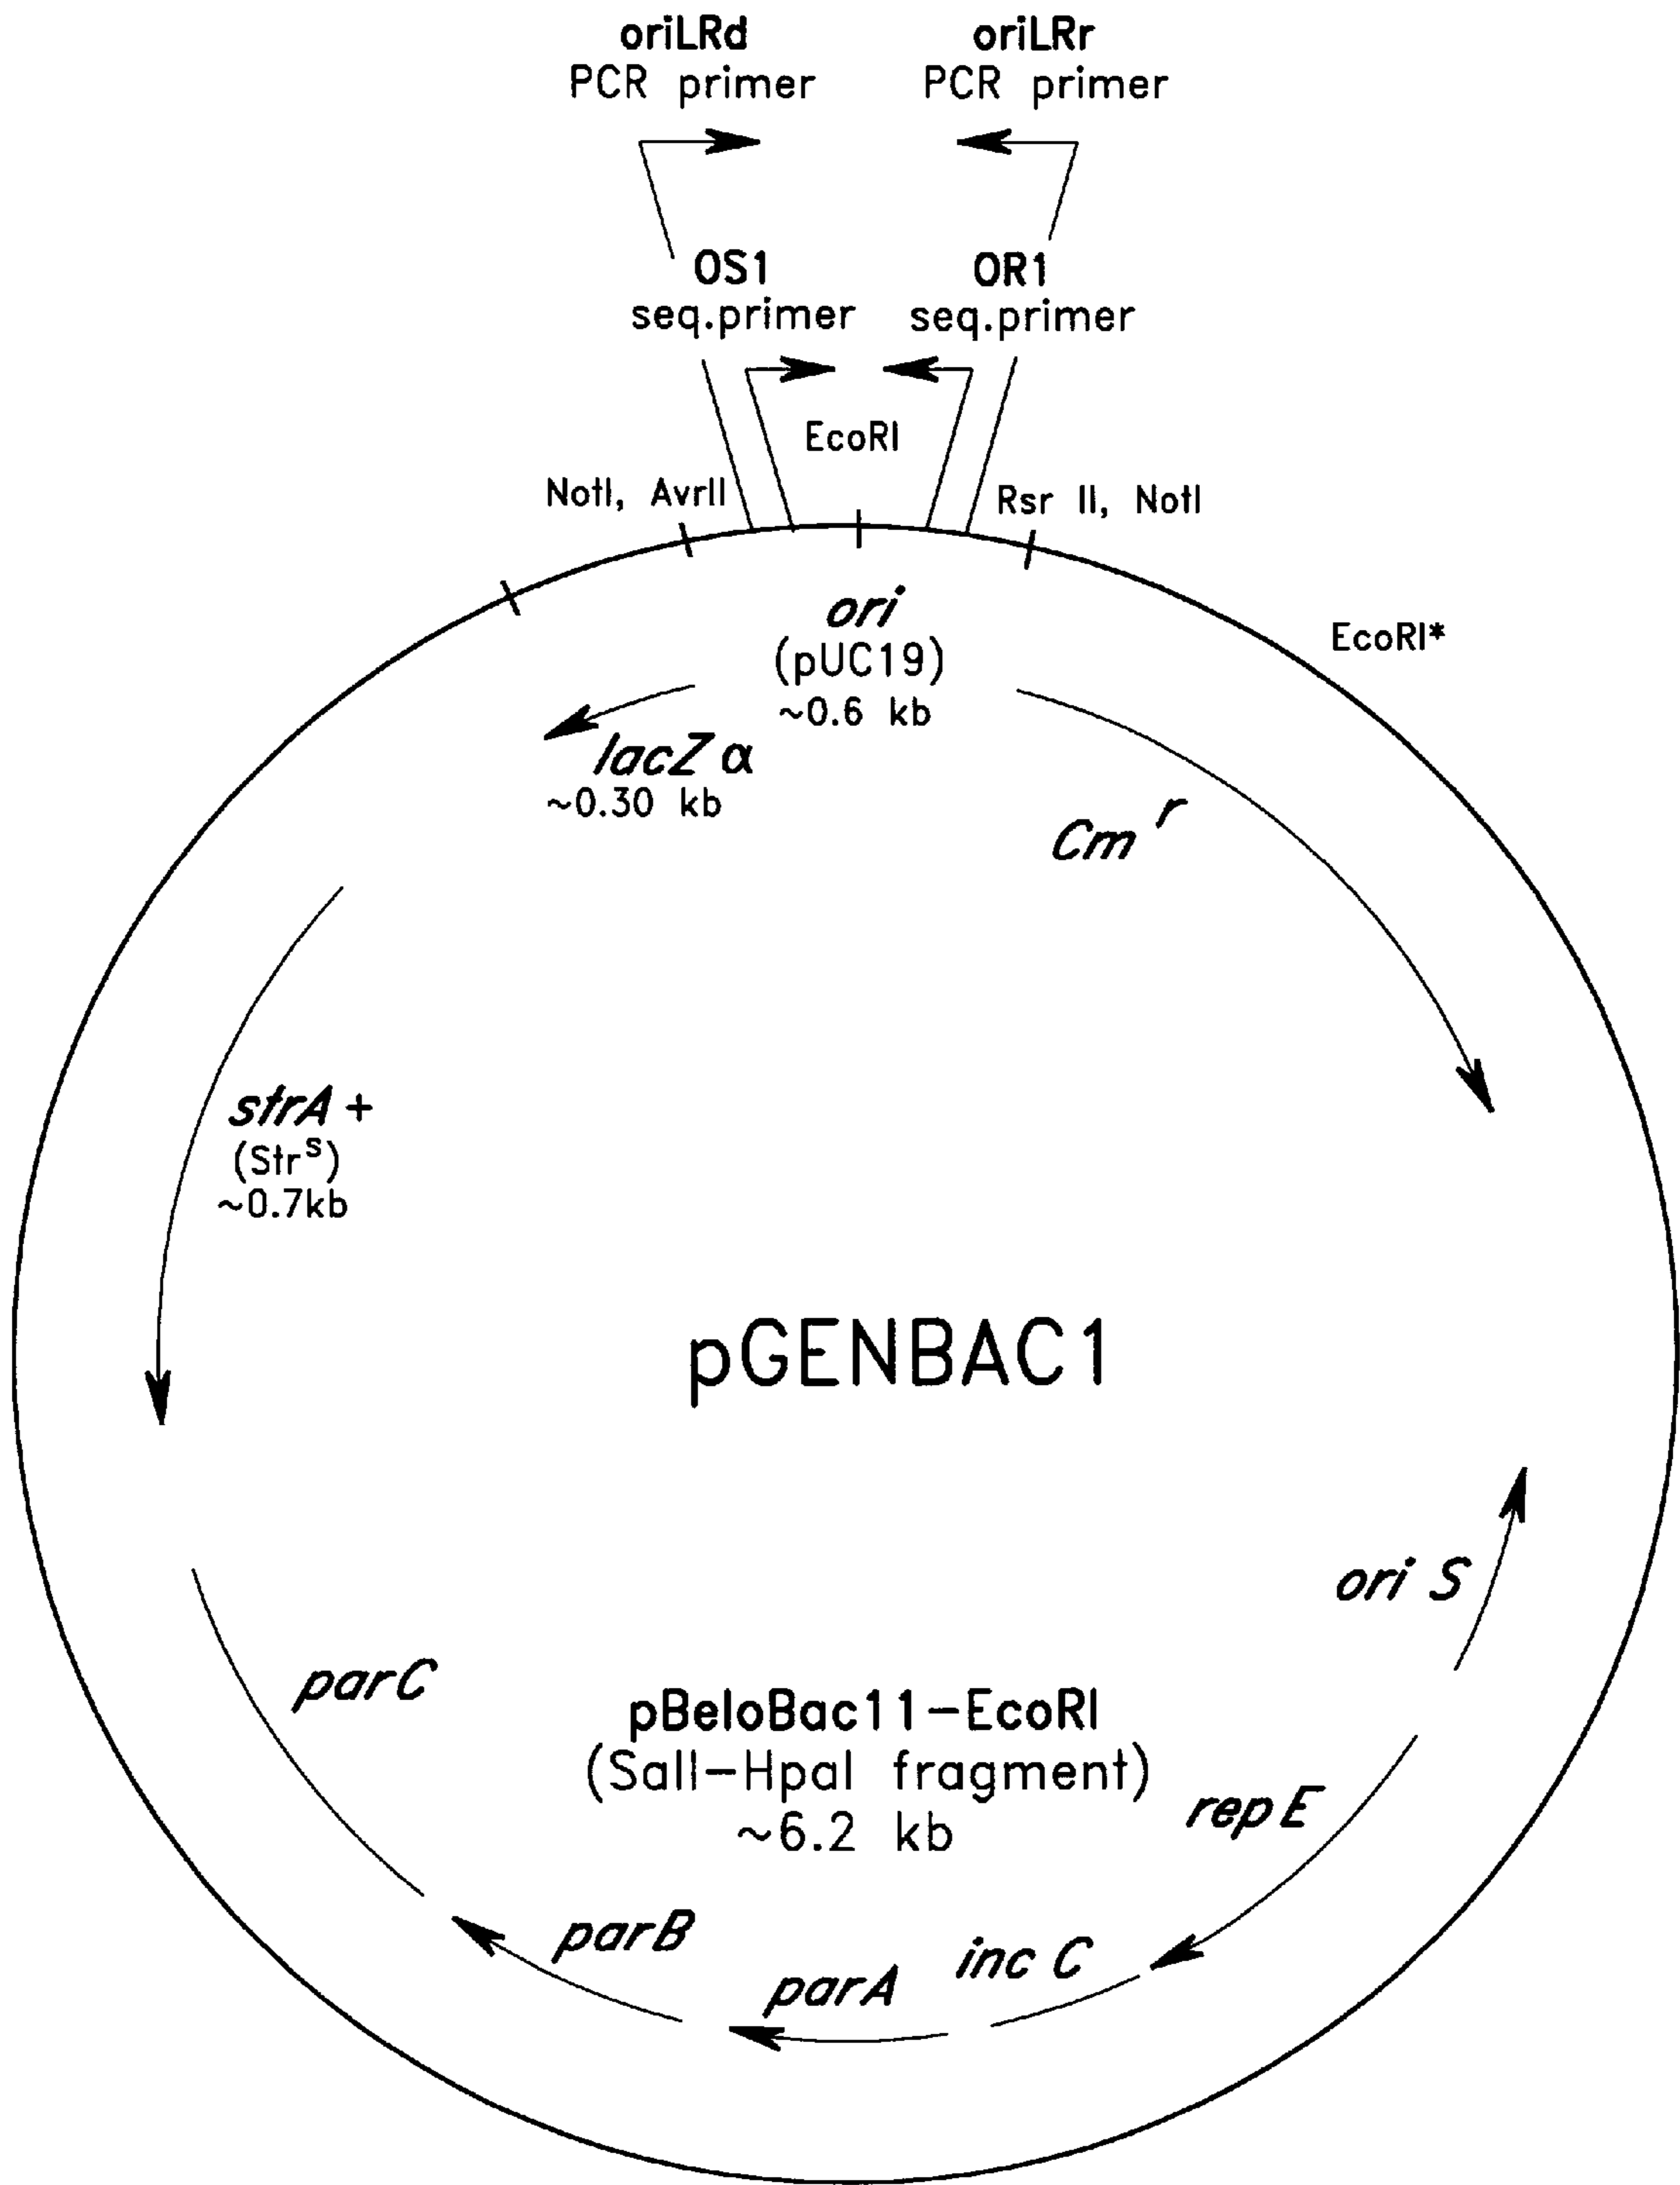 oriLRd
PCR primer
oriLRr
PCR primer
OS1
seq.primer
OR1
seq.primer
EcoRI
NotI, AvrII
Rsr II, NotI
EcoRI*
ori
(pUC19)
~0.6 kb
lacZ α
~0.30 kb
Cm r
strA +
(Str s)
~0.7kb
pGENBAC1
ori S
parC
pBeloBac11-EcoRI
(SalI-HpaI fragment)
~6.2 kb
rep E
parB
inc C
parA